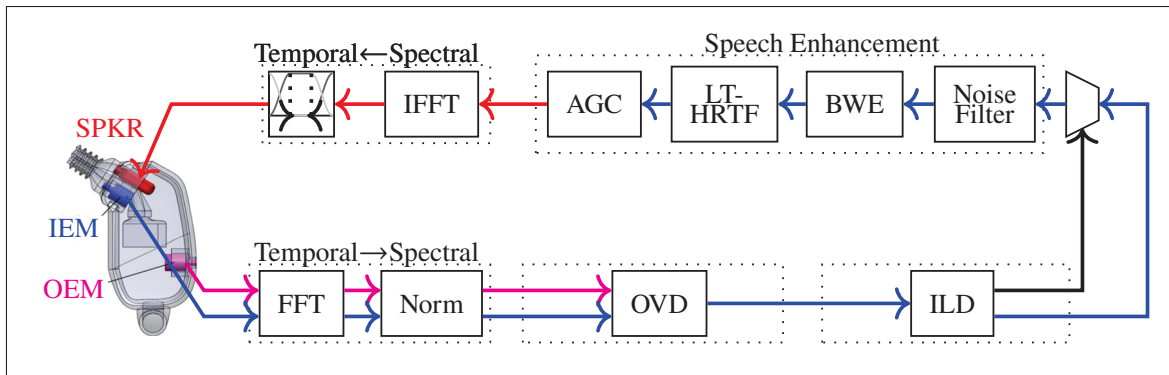 Speech Enhancement
Temporal←Spectral
IFFT
AGC
LT-
HRTF
BWE
Noise
Filter
SPKR
IEM
OEM
Temporal→Spectral
FFT
Norm
OVD
ILD